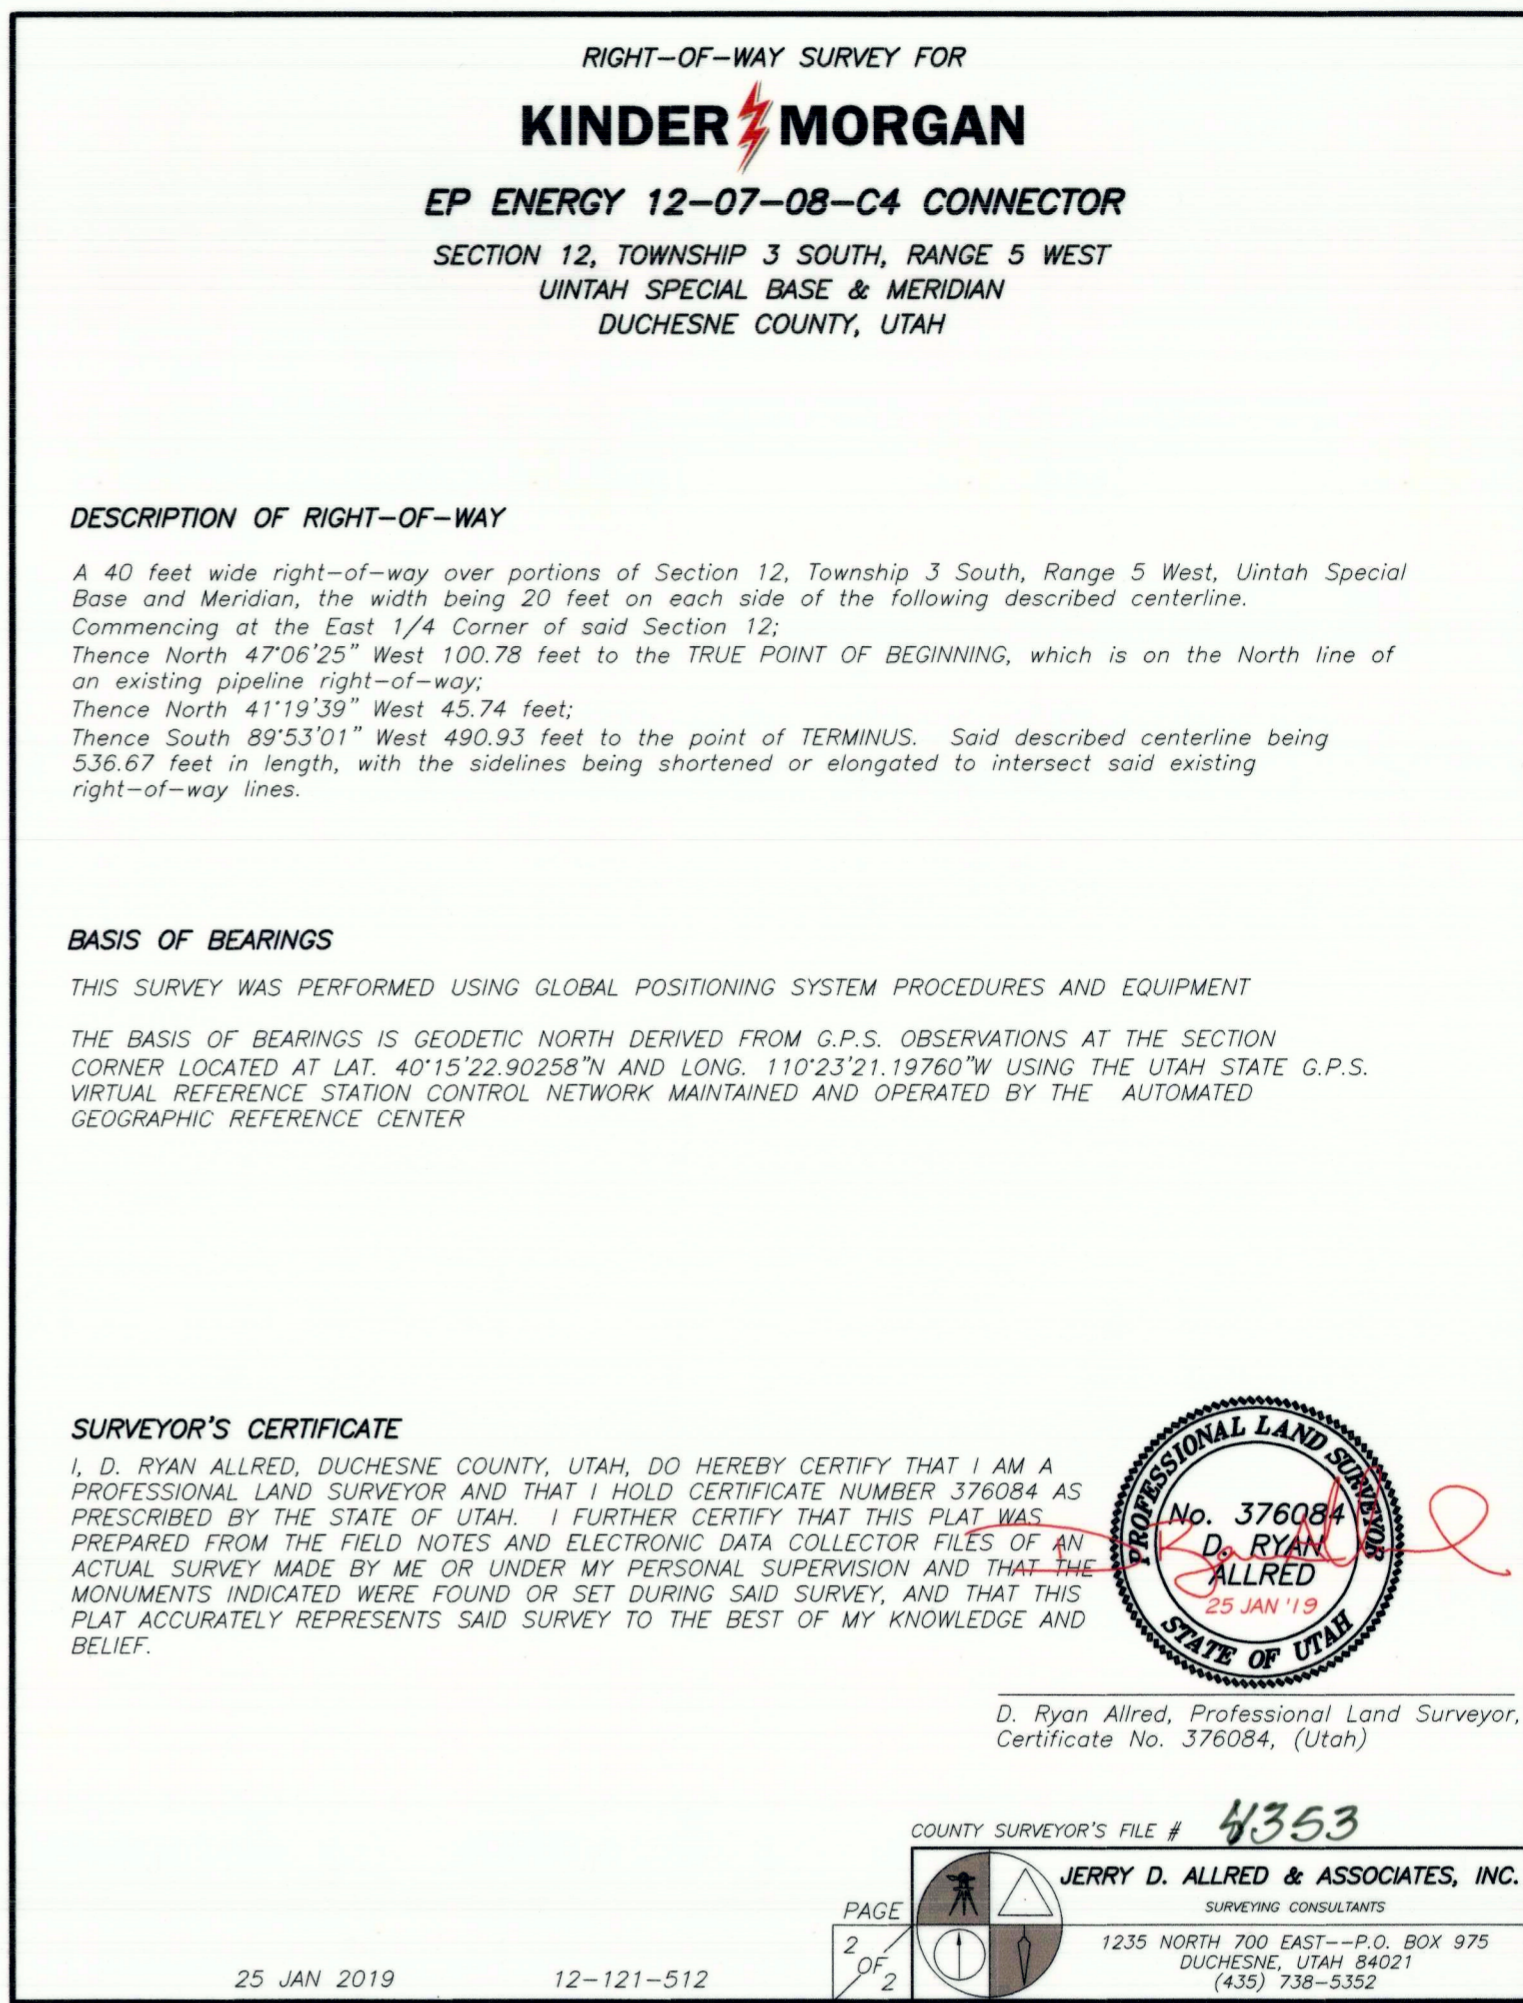 RIGHT-OF-WAY SURVEY FOR
KINDER MORGAN
EP ENERGY 12-07-08-C4 CONNECTOR
SECTION 12, TOWNSHIP 3 SOUTH, RANGE 5 WEST
UINTAH SPECIAL BASE & MERIDIAN
DUCHESNE COUNTY, UTAH
DESCRIPTION OF RIGHT-OF-WAY
A 40 feet wide right-of-way over portions of Section 12, Township 3 South, Range 5 West, Uintah Special
Base and Meridian, the width being 20 feet on each side of the following described centerline.
Commencing at the East 1/4 Corner of said Section 12;
Thence North 47°06'25" West 100.78 feet to the TRUE POINT OF BEGINNING, which is on the North line of
an existing pipeline right-of-way;
Thence North 41°19'39" West 45.74 feet;
Thence South 89°53'01" West 490.93 feet to the point of TERMINUS. Said described centerline being
536.67 feet in length, with the sidelines being shortened or elongated to intersect said existing
right-of-way lines.
BASIS OF BEARINGS
THIS SURVEY WAS PERFORMED USING GLOBAL POSITIONING SYSTEM PROCEDURES AND EQUIPMENT
THE BASIS OF BEARINGS IS GEODETIC NORTH DERIVED FROM G.P.S. OBSERVATIONS AT THE SECTION
CORNER LOCATED AT LAT. 40°15'22.90258"N AND LONG. 110°23'21.19760"W USING THE UTAH STATE G.P.S.
VIRTUAL REFERENCE STATION CONTROL NETWORK MAINTAINED AND OPERATED BY THE AUTOMATED
GEOGRAPHIC REFERENCE CENTER
SURVEYOR'S CERTIFICATE
I, D. RYAN ALLRED, DUCHESNE COUNTY, UTAH, DO HEREBY CERTIFY THAT I AM A
PROFESSIONAL LAND SURVEYOR AND THAT I HOLD CERTIFICATE NUMBER 376084 AS
PRESCRIBED BY THE STATE OF UTAH. I FURTHER CERTIFY THAT THIS PLAT WAS
PREPARED FROM THE FIELD NOTES AND ELECTRONIC DATA COLLECTOR FILES OF AN
ACTUAL SURVEY MADE BY ME OR UNDER MY PERSONAL SUPERVISION AND THAT THE
MONUMENTS INDICATED WERE FOUND OR SET DURING SAID SURVEY, AND THAT THIS
PLAT ACCURATELY REPRESENTS SAID SURVEY TO THE BEST OF MY KNOWLEDGE AND
BELIEF.
PROFESSIONAL LAND SURVEYOR
No. 376084
D. RYAN
ALLRED
25 JAN '19
STATE OF UTAH
D. Ryan Allred, Professional Land Surveyor,
Certificate No. 376084, (Utah)
COUNTY SURVEYOR'S FILE # 4353
JERRY D. ALLRED & ASSOCIATES, INC.
SURVEYING CONSULTANTS
1235 NORTH 700 EAST--P.O. BOX 975
DUCHESNE, UTAH 84021
(435) 738-5352
PAGE
2 OF 2
25 JAN 2019
12-121-512